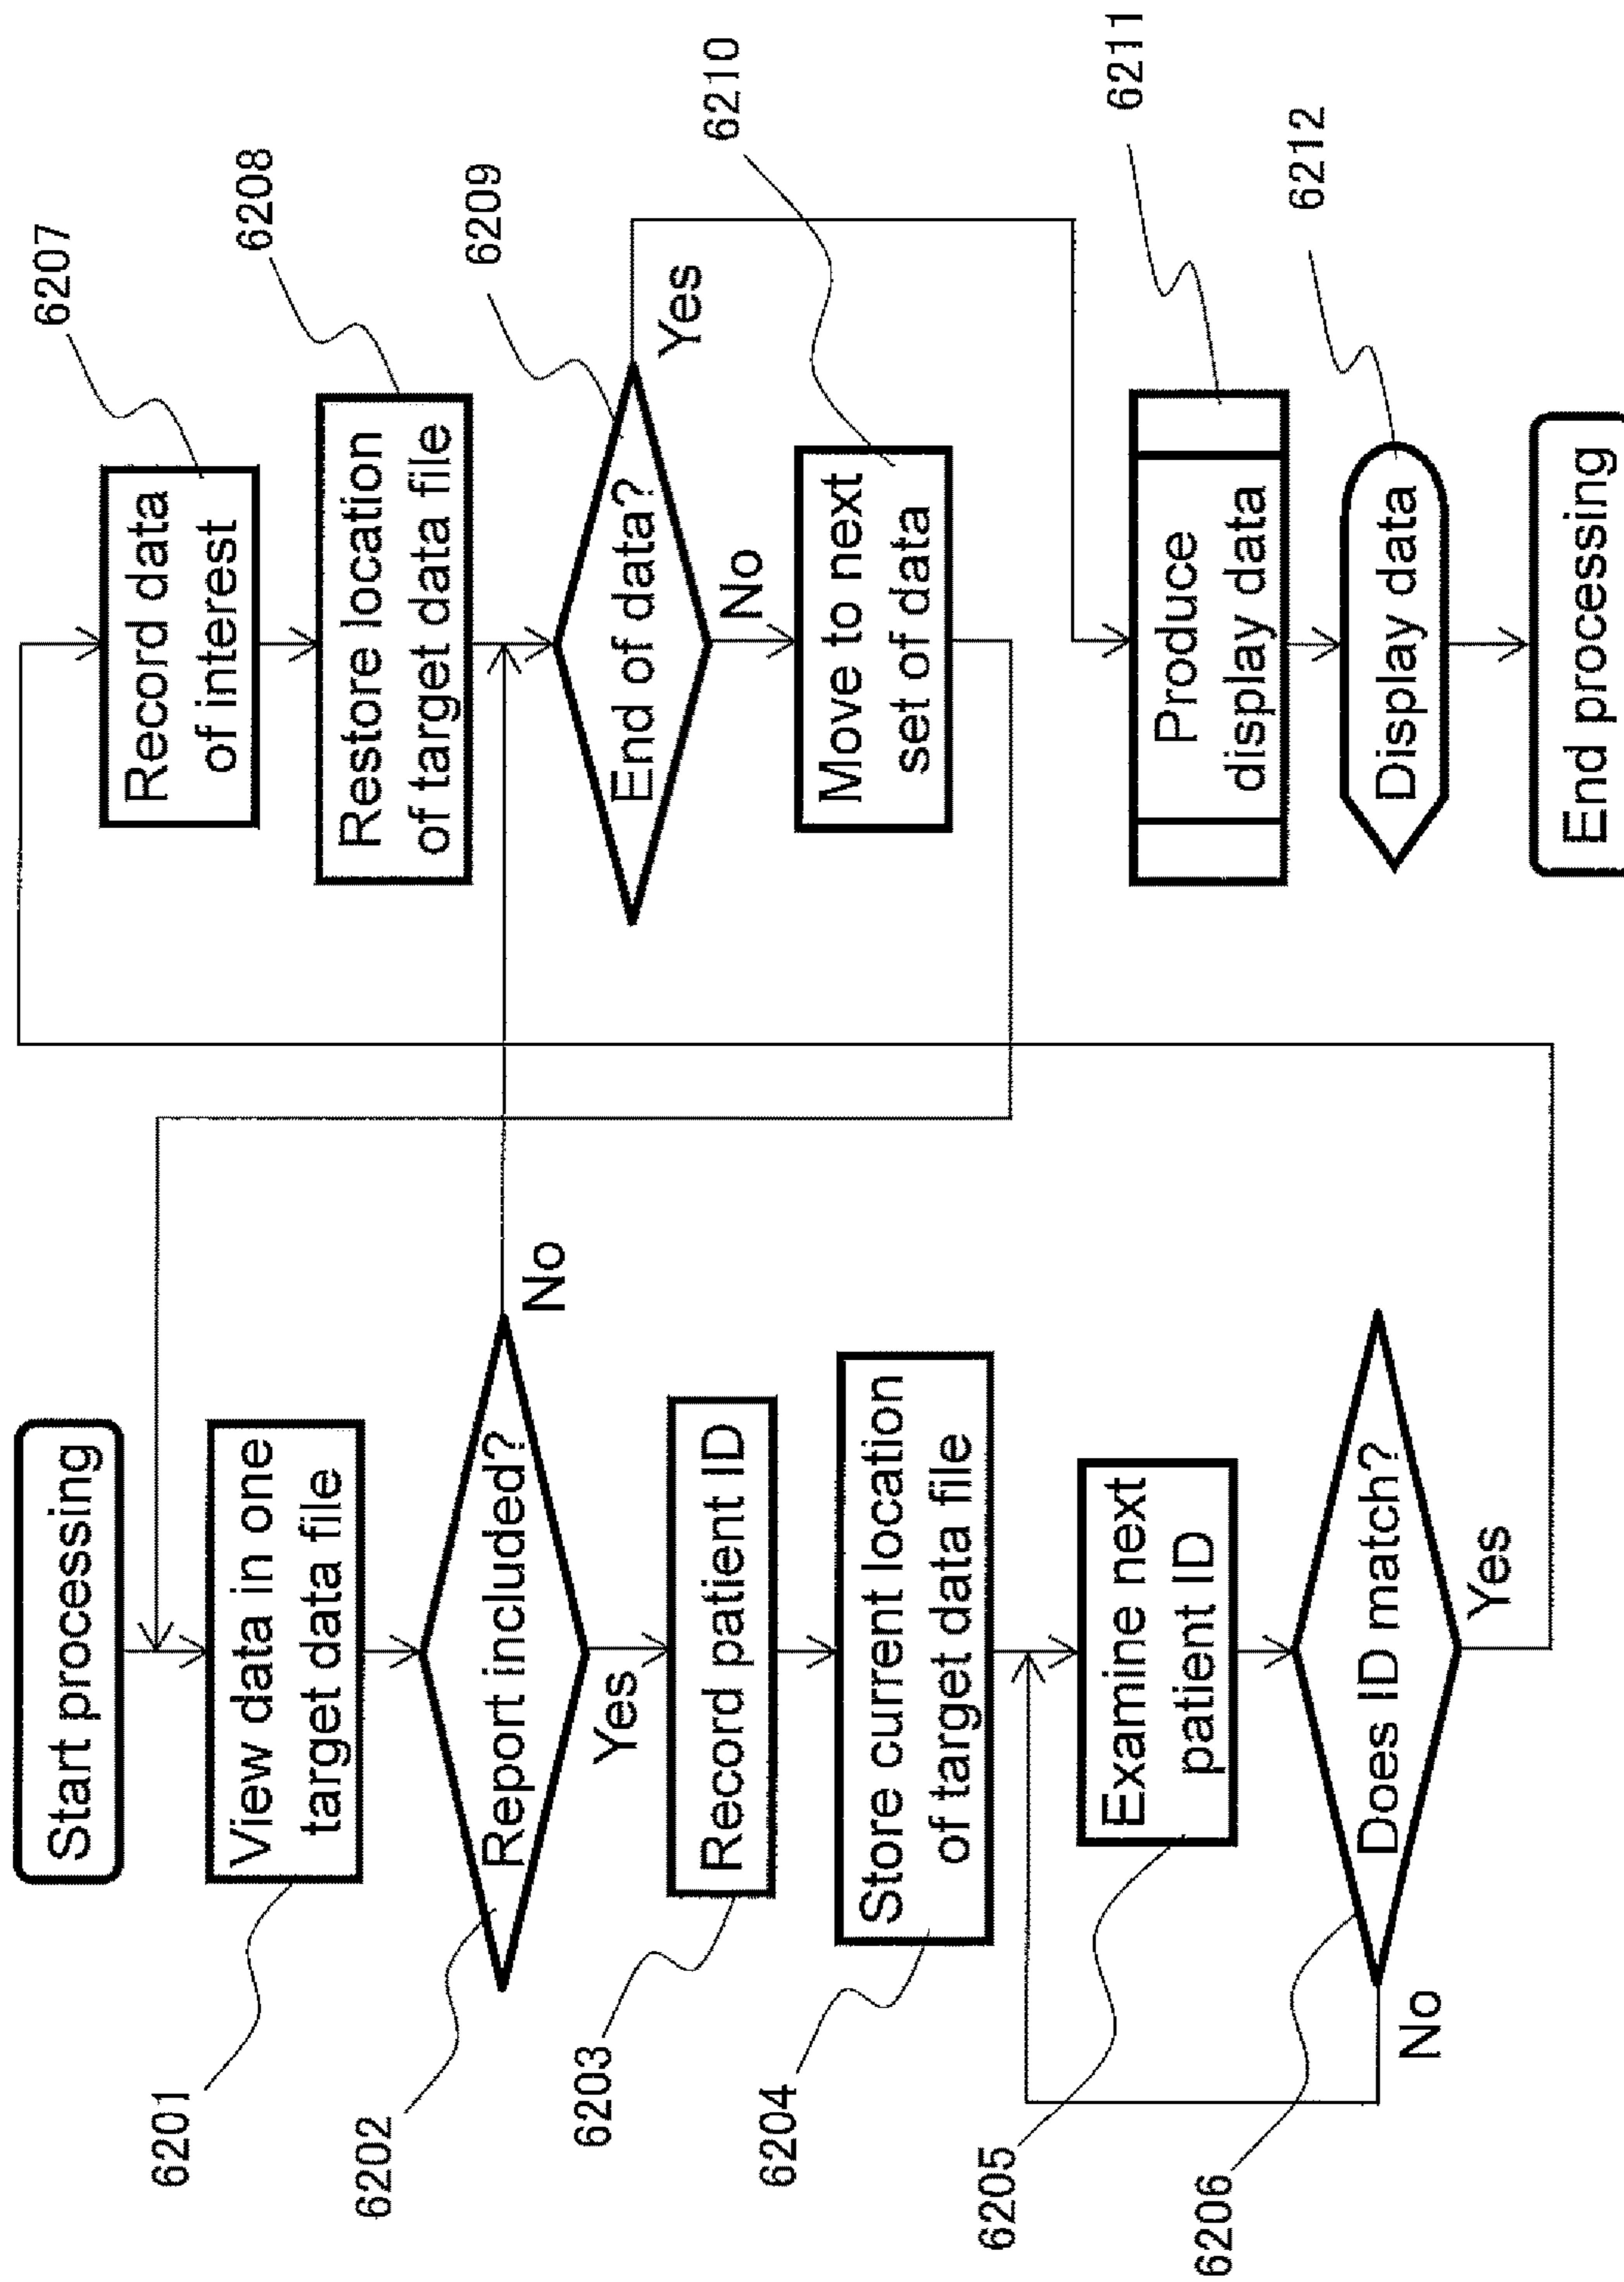 Start processing
View data in one
target data file
6201
Report included?
6202
No
Yes
Record patient ID
6203
Store current location
of target data file
6204
Examine next
patient ID
6205
Does ID match?
6206
No
Yes
Record data
of interest
6207
Restore location
of target data file
6208
End of data?
6209
Yes
No
Move to next
set of data
6210
Produce
display data
6211
Display data
6212
End processing